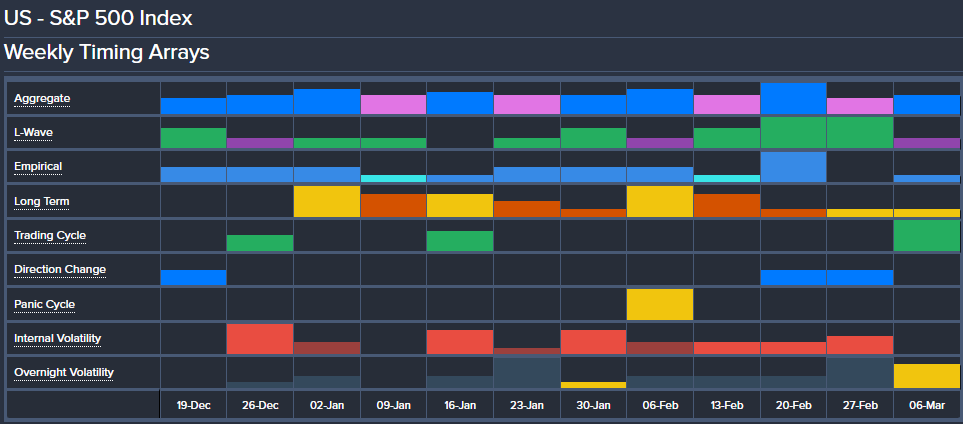 US - S&P 500 Index
Weekly Timing Arrays
Aggregate
L-Wave
Empirical
Long Term
Trading Cycle
Direction Change
Panic Cycle
Internal Volatility
Overnight Volatility
19-Dec 26-Dec 02-Jan 09-Jan 16-Jan 23-Jan 30-Jan 06-Feb 13-Feb 20-Feb 27-Feb 06-Mar